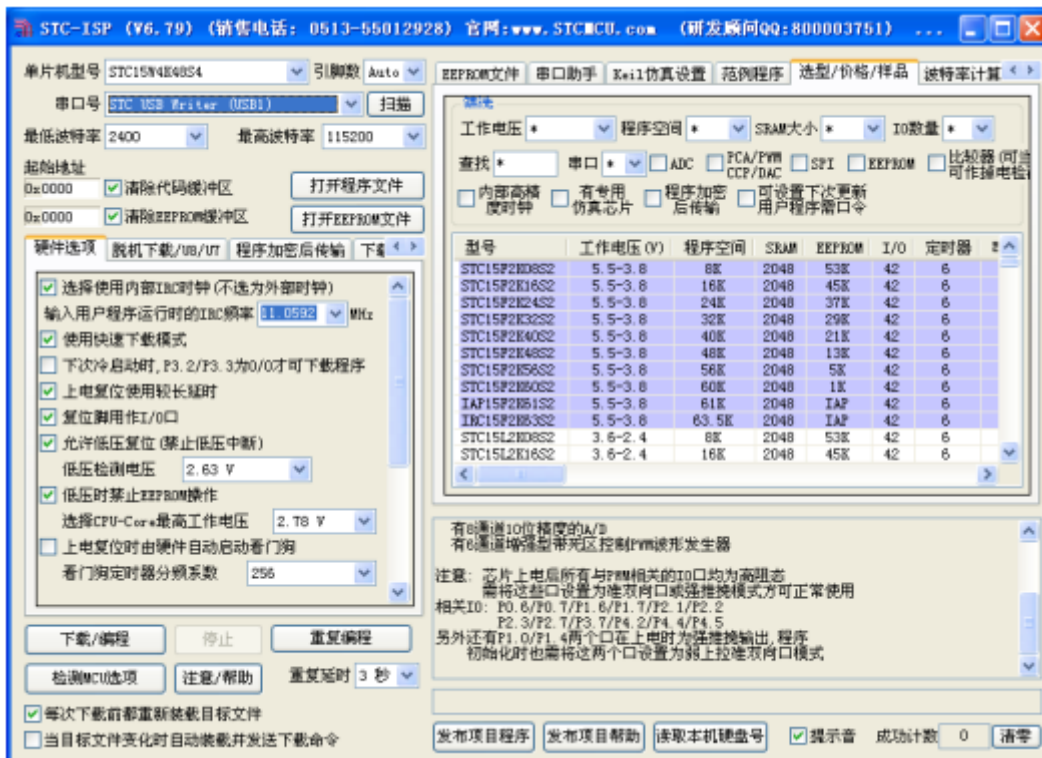 STC-ISP (V6.79) (销售电话: 0513-55012928) 官网:www.STCMCU.com (研发顾问QQ:800003751) ...
单片机型号 STC15W4K48S4 引脚数 Auto
串口号 STC USB Writer (USB1) 扫描
最低波特率 2400 最高波特率 115200
起始地址
0x0000 清除代码缓冲区 打开程序文件
0x0000 清除EEPROM缓冲区 打开EEPROM文件
硬件选项 脱机下载/U8/U7 程序加密后传输
选择使用内部IRC时钟(不选为外部时钟)
输入用户程序运行时的IRC频率 11.0592 MHz
使用快速下载模式
下次冷启动时,P3.2/P3.3为0/0才可下载程序
上电复位使用较长延时
复位脚用作I/O口
允许低压复位(禁止低压中断)
低压检测电压 2.63 V
低压时禁止EEPROM操作
选择CPU-Core最高工作电压 2.78 V
上电复位时由硬件自动启动看门狗
看门狗定时器分频系数 256
下载/编程 停止 重复编程
检测MCU选项 注意/帮助 重复延时 3 秒
每次下载前都重新装载目标文件
当目标文件变化时自动装载并发送下载命令
EEPROM文件 串口助手 Keil仿真设置 范例程序 选型/价格/样品 波特率计算
工作电压 * 程序空间 * SRAM大小 * IO数量 *
查找 * 串口 * ADC PCA/PWM CCP/DAC SPI EEPROM 比较器(可当 可作掉电检
内部高精度时钟 有专用仿真芯片 程序加密后传输 可设置下次更新用户程序需口令
型号 工作电压(V) 程序空间 SRAM EEPROM I/O 定时器
STC15F2K08S2 5.5-3.8 8K 2048 53K 42 6
STC15F2K16S2 5.5-3.8 16K 2048 45K 42 6
STC15F2K24S2 5.5-3.8 24K 2048 37K 42 6
STC15F2K32S2 5.5-3.8 32K 2048 29K 42 6
STC15F2K40S2 5.5-3.8 40K 2048 21K 42 6
STC15F2K48S2 5.5-3.8 48K 2048 13K 42 6
STC15F2K56S2 5.5-3.8 56K 2048 5K 42 6
STC15F2K60S2 5.5-3.8 60K 2048 1K 42 6
IAP15F2K61S2 5.5-3.8 61K 2048 IAP 42 6
IRC15F2K63S2 5.5-3.8 63.5K 2048 IAP 42 6
STC15L2K08S2 3.6-2.4 8K 2048 53K 42 6
STC15L2K16S2 3.6-2.4 16K 2048 45K 42 6
有8通道10位精度的A/D
有6通道增强型带死区控制PWM波形发生器
注意: 芯片上电后所有与PWM相关的IO口均为高阻态
需将这些口设置为准双向口或强推挽模式方可正常使用
相关IO: P0.6/P0.7/P1.6/P1.7/P2.1/P2.2
P2.3/P2.7/P3.7/P4.2/P4.4/P4.5
另外还有P1.0/P1.4两个口在上电时为强推挽输出,程序
初始化时也需将这两个口设置为弱上拉准双向口模式
发布项目程序 发布项目帮助 读取本机硬盘号 提示音 成功计数 0 清零